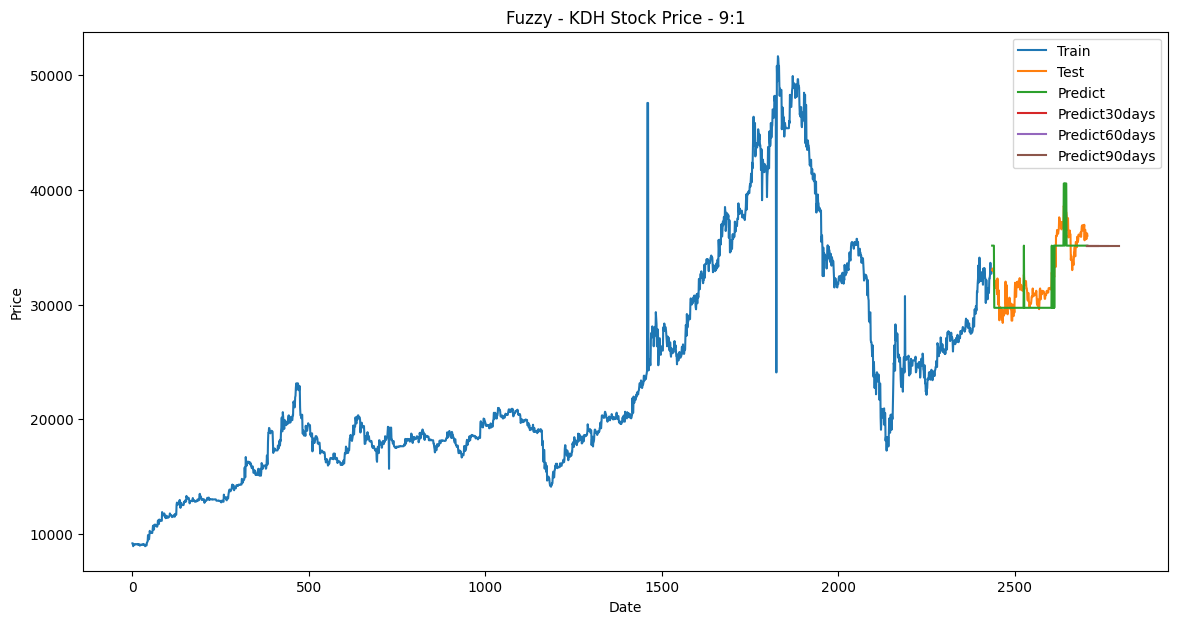 Fuzzy - KDH Stock Price - 9:1
Train
Test
Predict
Predict30days
Predict60days
Predict90days
50000
40000
30000
20000
10000
Price
0
500
1000
1500
2000
2500
Date